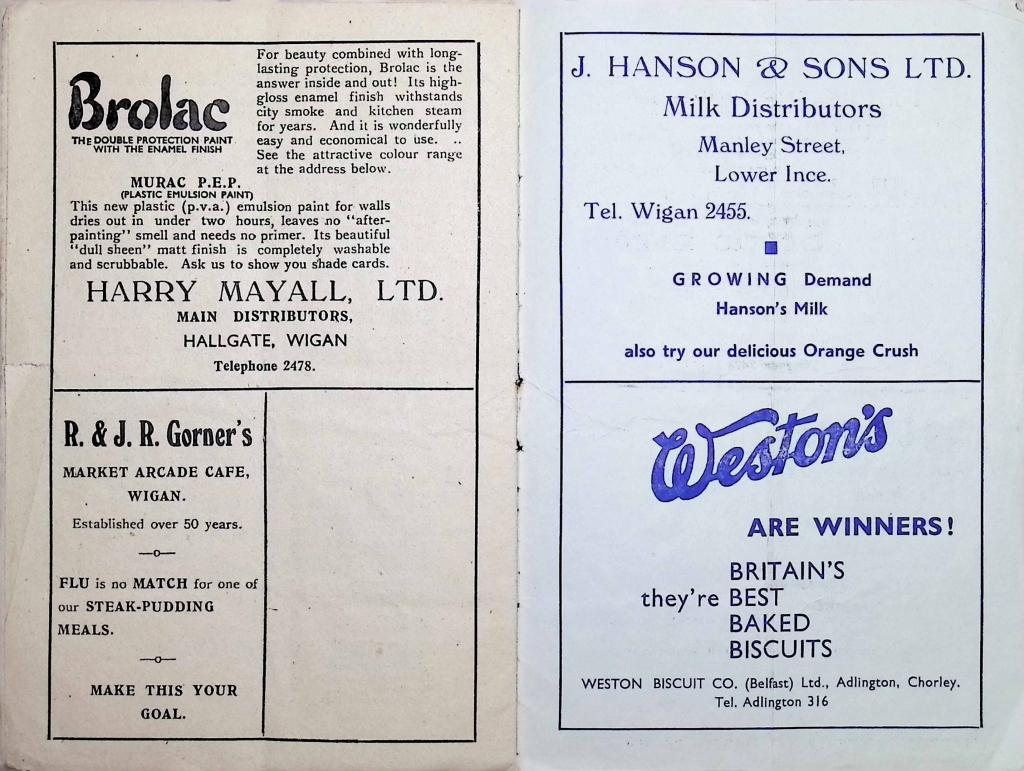 Brolac
THE DOUBLE PROTECTION PAINT
WITH THE ENAMEL FINISH
For beauty combined with long-
lasting protection, Brolac is the
answer inside and out! Its high-
gloss enamel finish withstands
city smoke and kitchen steam
for years. And it is wonderfully
easy and economical to use. ..
See the attractive colour range
at the address below.
MURAC P.E.P.
(PLASTIC EMULSION PAINT)
This new plastic (p.v.a.) emulsion paint for walls
dries out in under two hours, leaves no "after-
painting" smell and needs no primer. Its beautiful
"dull sheen" matt finish is completely washable
and scrubbable. Ask us to show you shade cards.
HARRY MAYALL, LTD.
MAIN DISTRIBUTORS,
HALLGATE, WIGAN
Telephone 2478.
R. & J. R. Gorner's
MARKET ARCADE CAFE,
WIGAN.
Established over 50 years.
FLU is no MATCH for one of
our STEAK-PUDDING
MEALS.
MAKE THIS YOUR
GOAL.
J. HANSON & SONS LTD.
Milk Distributors
Manley Street,
Lower Ince.
Tel. Wigan 2455.
GROWING Demand
Hanson's Milk
also try our delicious Orange Crush
Weston's
ARE WINNERS!
BRITAIN'S
they're BEST
BAKED
BISCUITS
WESTON BISCUIT CO. (Belfast) Ltd., Adlington, Chorley.
Tel. Adlington 316